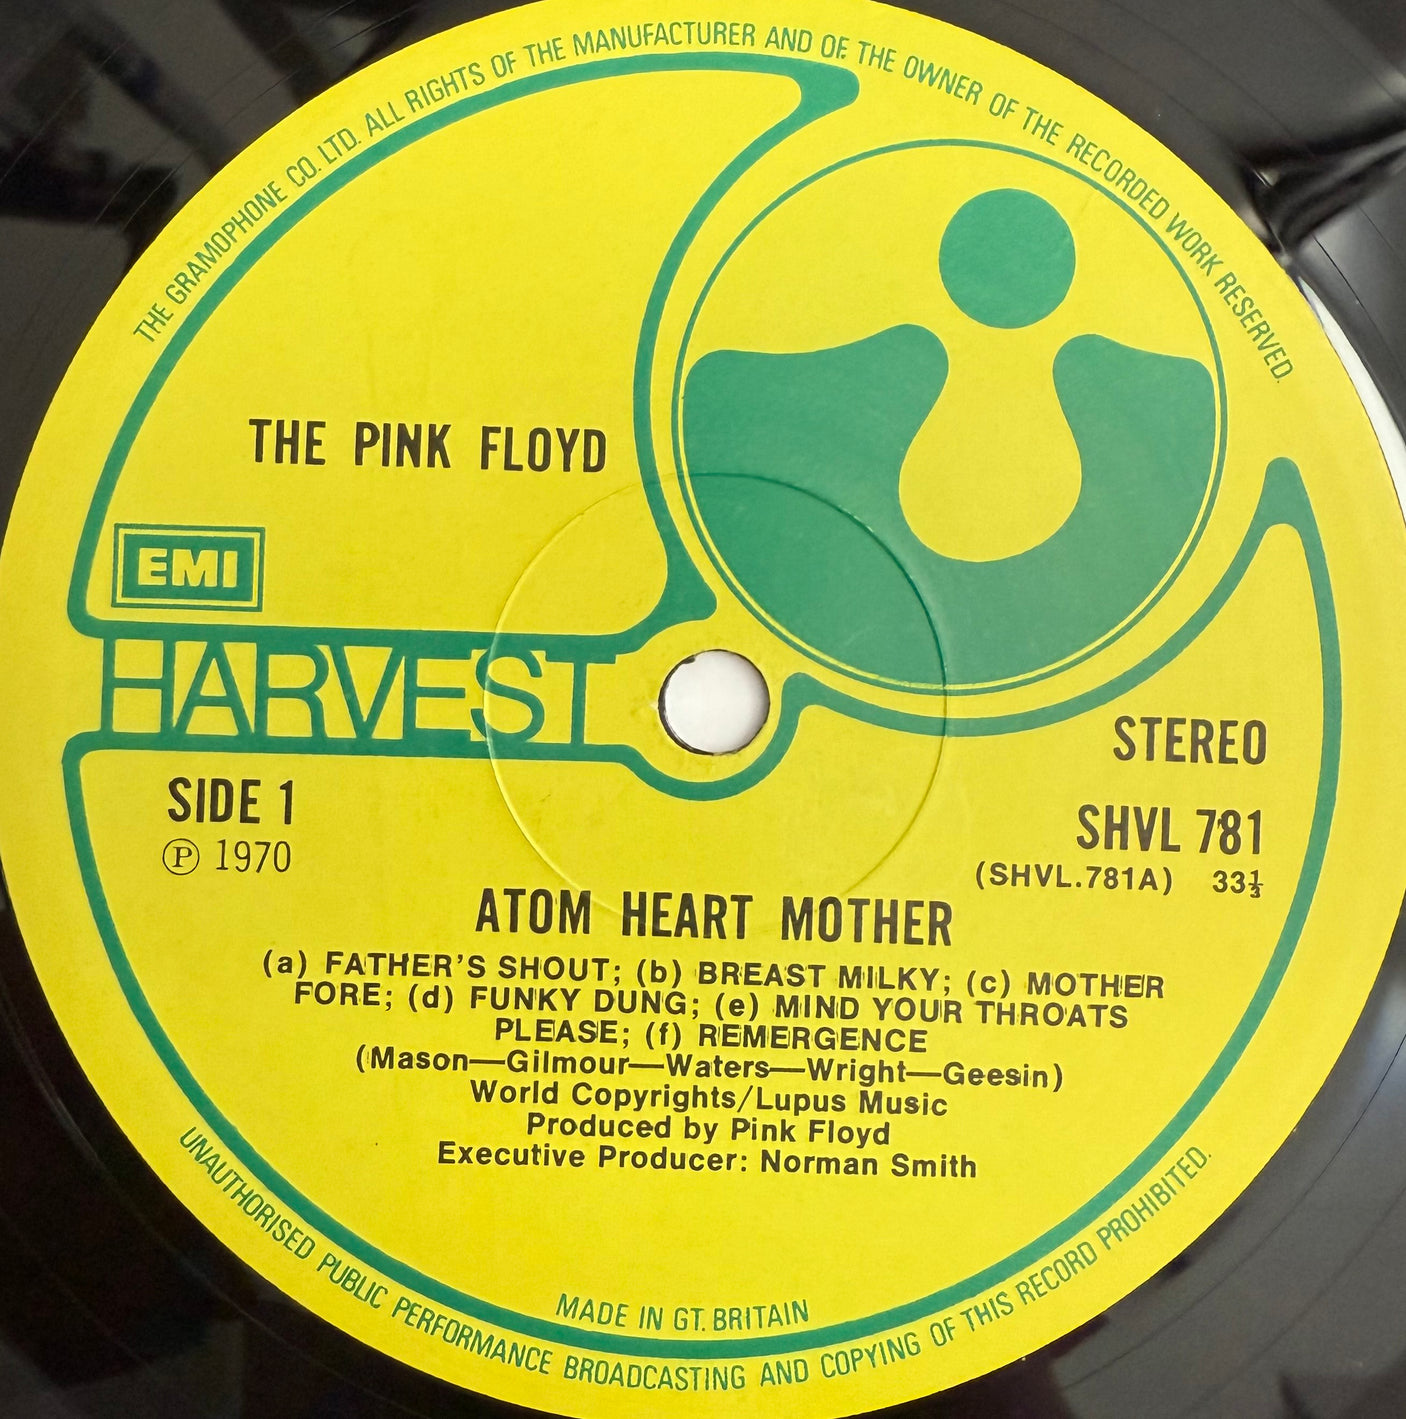 THE GRAMOPHONE CO. LTD. ALL RIGHTS OF THE MANUFACTURER AND OF THE OWNER OF THE RECORDED WORK RESERVED.
THE PINK FLOYD
EMI
HARVEST
STEREO
SIDE 1
SHVL 781
Ⓟ 1970
(SHVL.781A) 33⅓
ATOM HEART MOTHER
(a) FATHER'S SHOUT; (b) BREAST MILKY; (c) MOTHER
FORE; (d) FUNKY DUNG; (e) MIND YOUR THROATS
PLEASE; (f) REMERGENCE
(Mason—Gilmour—Waters—Wright—Geesin)
World Copyrights/Lupus Music
Produced by Pink Floyd
Executive Producer: Norman Smith
MADE IN GT. BRITAIN
UNAUTHORISED PUBLIC PERFORMANCE BROADCASTING AND COPYING OF THIS RECORD PROHIBITED.